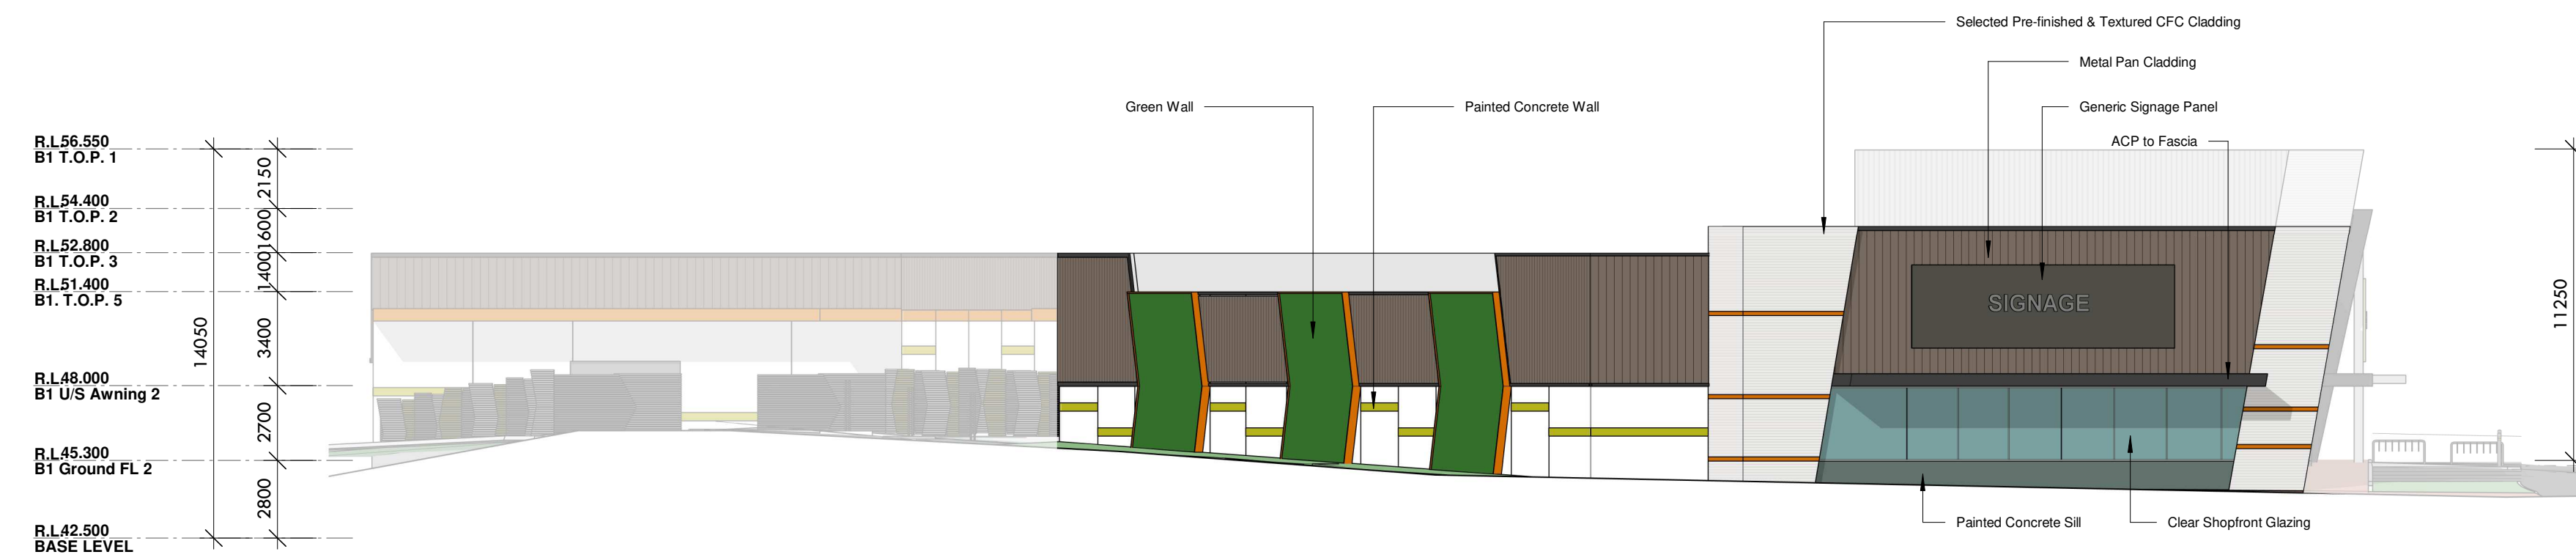 Selected Pre-finished & Textured CFC Cladding
Metal Pan Cladding
Green Wall
Painted Concrete Wall
Generic Signage Panel
ACP to Fascia
R.L56.550
B1 T.O.P. 1
2150
R.L54.400
B1 T.O.P. 2
1600
R.L52.800
B1 T.O.P. 3
1400
R.L51.400
B1. T.O.P. 5
SIGNAGE
14050
3400
11250
R.L48.000
B1 U/S Awning 2
2700
R.L45.300
B1 Ground FL 2
2800
R.L42.500
BASE LEVEL
Painted Concrete Sill
Clear Shopfront Glazing